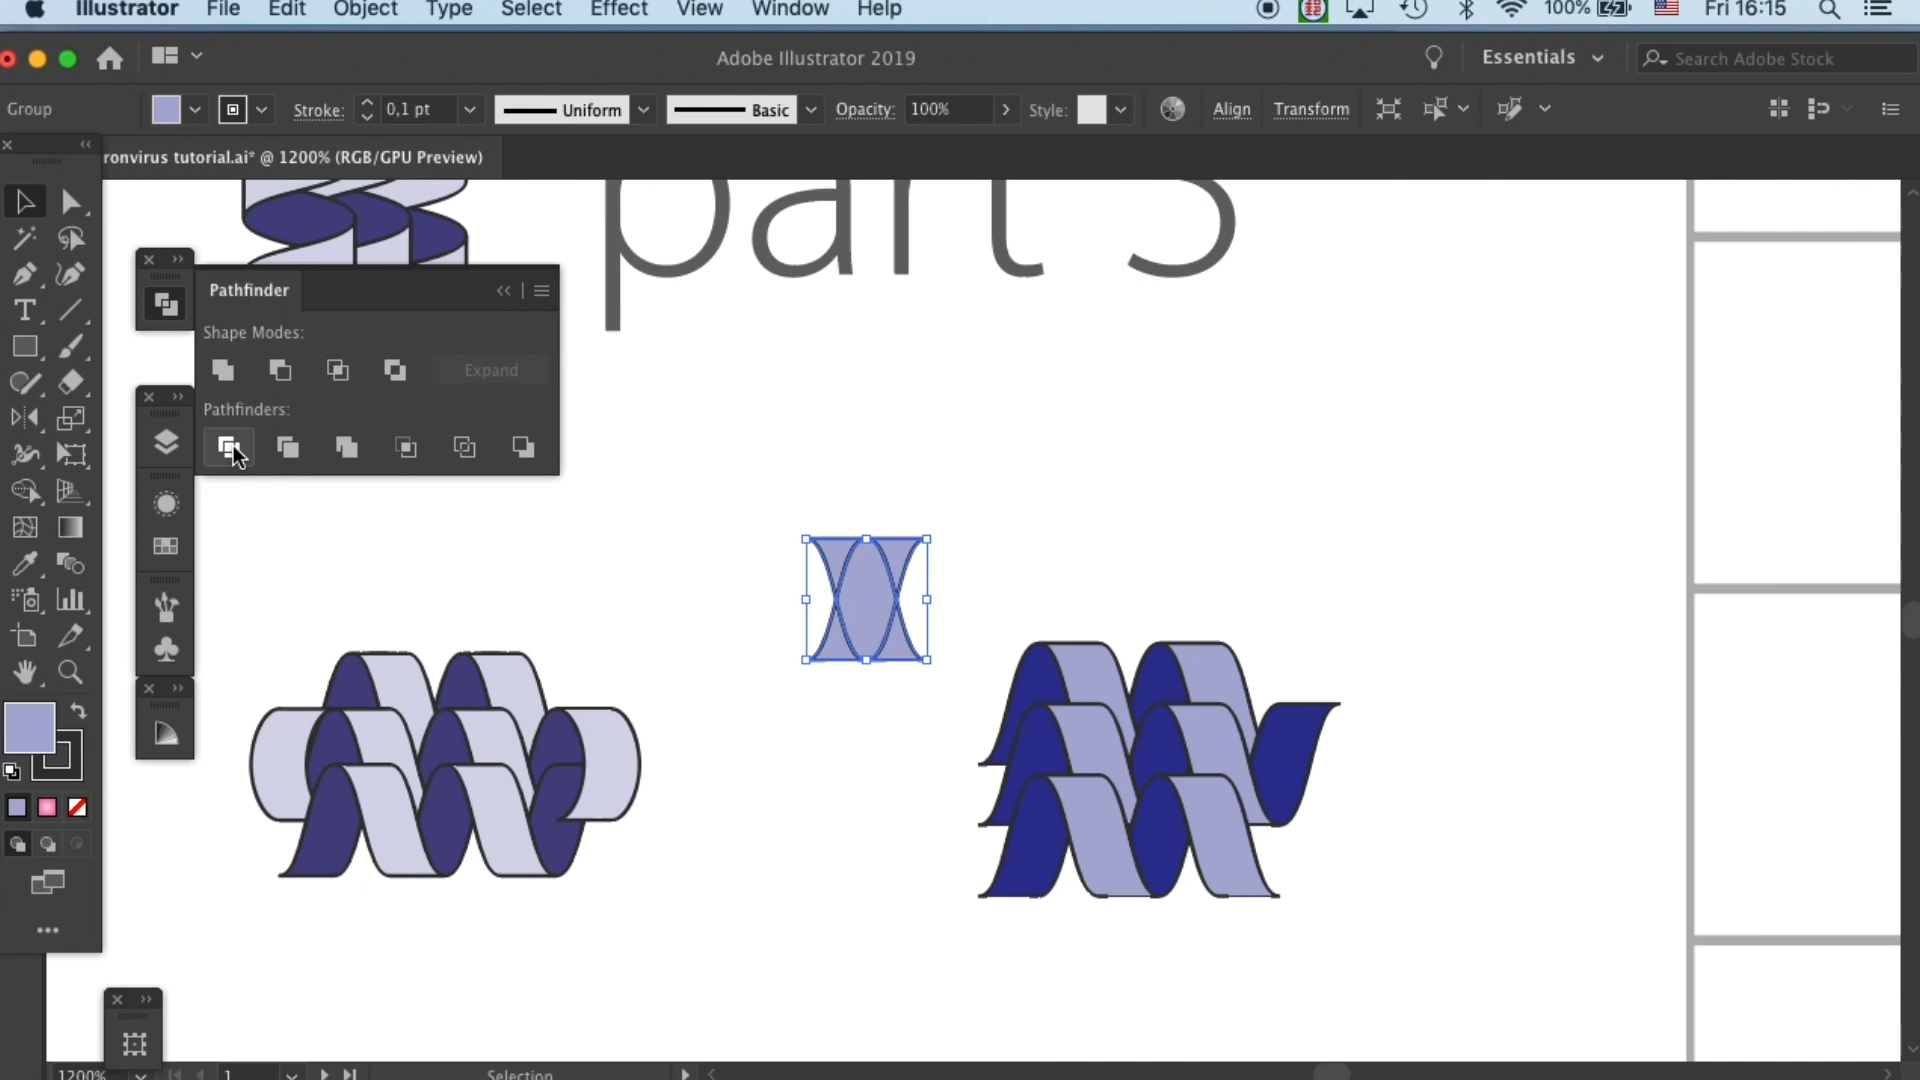 Illustrator File Edit Object Type Select Effect View Window Help 100% Fri 16:15
Adobe Illustrator 2019 Essentials Search Adobe Stock
Group Stroke: 0,1 pt Uniform Basic Opacity: 100% Style: Align Transform
ronvirus tutorial.ai* @ 1200% (RGB/GPU Preview)
parts
Pathfinder
Shape Modes:
Expand
Pathfinders:
1200% 1 Selection